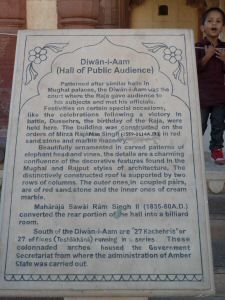 Diwān-i-Aam
(Hall of Public Audience)
Patterned after similar halls in
Mughal palaces, the Diwān-i-Aam was the
court where the Raja gave audience to
his subjects and met his officials.
Festivities on certain special occasions,
like the celebrations following a victory in
battle, Dussehra, the birthday of the Raja, were
held here. The building was constructed on the
orders of Mirza Raja Man Singh I in red
sand stone and marble masonry.
Beautifully ornamented in carved patterns of
elephant head and vines, the details are a charming
confluence of the decorative features found in the
Mughal and Rajput styles of architecture. The
distinctively constructed roof is supported by two
rows of columns. The outer ones, in coupled pairs,
are of red sand stone and the inner ones of cream
marble.
Mahārājā Sawāi Rām Singh II (1835-80A.D.)
converted the rear portion of the hall into a billiard
room.
South of the Diwān-i-Aam are "27 Kacheris" or
27 offices running in series. These
colonnaded arches housed the Government
Secretariat from where the administration of Amber
State was carried out.